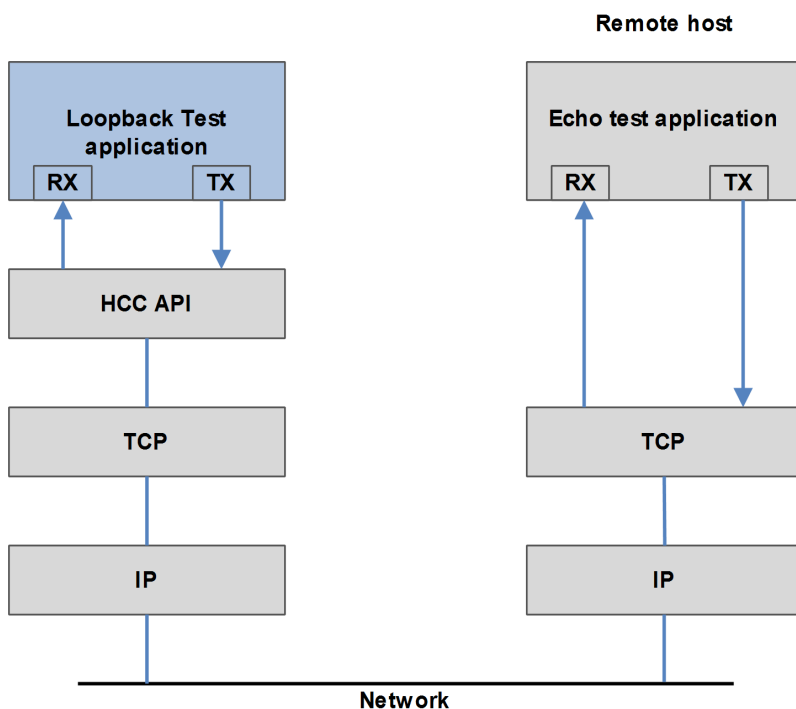 Remote host
Loopback Test
application
RX
TX
Echo test application
RX
TX
HCC API
TCP
TCP
IP
IP
Network